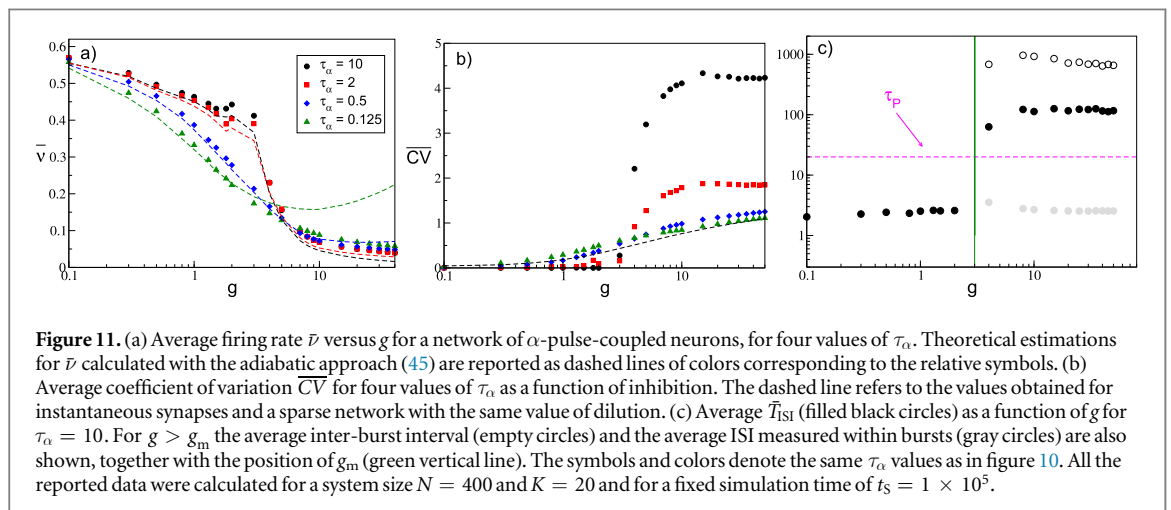 a)
0.6
0.5
0.4
0.3
0.2
0.1
0
ν̄
0.1
1
10
g
τα = 10
τα = 2
τα = 0.5
τα = 0.125
b)
5
4
3
2
1
0
CV
0.1
1
10
g
c)
1000
100
10
1
τP
0.1
1
10
g
Figure 11. (a) Average firing rate ν̄ versus g for a network of α-pulse-coupled neurons, for four values of τα. Theoretical estimations
for ν̄ calculated with the adiabatic approach (45) are reported as dashed lines of colors corresponding to the relative symbols. (b)
Average coefficient of variation CV for four values of τα as a function of inhibition. The dashed line refers to the values obtained for
instantaneous synapses and a sparse network with the same value of dilution. (c) Average T̄ISI (filled black circles) as a function of g for
τα = 10. For g > gm the average inter-burst interval (empty circles) and the average ISI measured within bursts (gray circles) are also
shown, together with the position of gm (green vertical line). The symbols and colors denote the same τα values as in figure 10. All the
reported data were calculated for a system size N = 400 and K = 20 and for a fixed simulation time of tS = 1 × 10⁵.